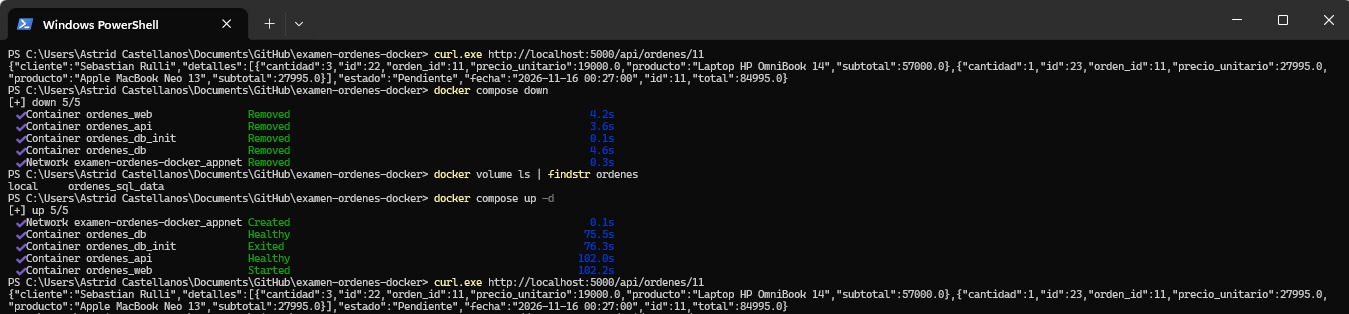 Windows PowerShell
PS C:\Users\Astrid Castellanos\Documents\GitHub\examen-ordenes-docker> curl.exe http://localhost:5000/api/ordenes/11
{"cliente":"Sebastian Rulli","detalles":[{"cantidad":3,"id":22,"orden_id":11,"precio_unitario":19000.0,"producto":"Laptop HP OmniBook 14","subtotal":57000.0},{"cantidad":1,"id":23,"orden_id":11,"precio_unitario":27995.0,
"producto":"Apple MacBook Neo 13","subtotal":27995.0}],"estado":"Pendiente","fecha":"2026-11-16 00:27:00","id":11,"total":84995.0}
PS C:\Users\Astrid Castellanos\Documents\GitHub\examen-ordenes-docker> docker compose down
[+] down 5/5
✔Container ordenes_web Removed 4.2s
✔Container ordenes_api Removed 3.6s
✔Container ordenes_db_init Removed 0.1s
✔Container ordenes_db Removed 4.6s
✔Network examen-ordenes-docker_appnet Removed 0.3s
PS C:\Users\Astrid Castellanos\Documents\GitHub\examen-ordenes-docker> docker volume ls | findstr ordenes
local ordenes_sql_data
PS C:\Users\Astrid Castellanos\Documents\GitHub\examen-ordenes-docker> docker compose up -d
[+] up 5/5
✔Network examen-ordenes-docker_appnet Created 0.1s
✔Container ordenes_db Healthy 75.5s
✔Container ordenes_db_init Exited 76.3s
✔Container ordenes_api Healthy 102.0s
✔Container ordenes_web Started 102.2s
PS C:\Users\Astrid Castellanos\Documents\GitHub\examen-ordenes-docker> curl.exe http://localhost:5000/api/ordenes/11
{"cliente":"Sebastian Rulli","detalles":[{"cantidad":3,"id":22,"orden_id":11,"precio_unitario":19000.0,"producto":"Laptop HP OmniBook 14","subtotal":57000.0},{"cantidad":1,"id":23,"orden_id":11,"precio_unitario":27995.0,
"producto":"Apple MacBook Neo 13","subtotal":27995.0}],"estado":"Pendiente","fecha":"2026-11-16 00:27:00","id":11,"total":84995.0}